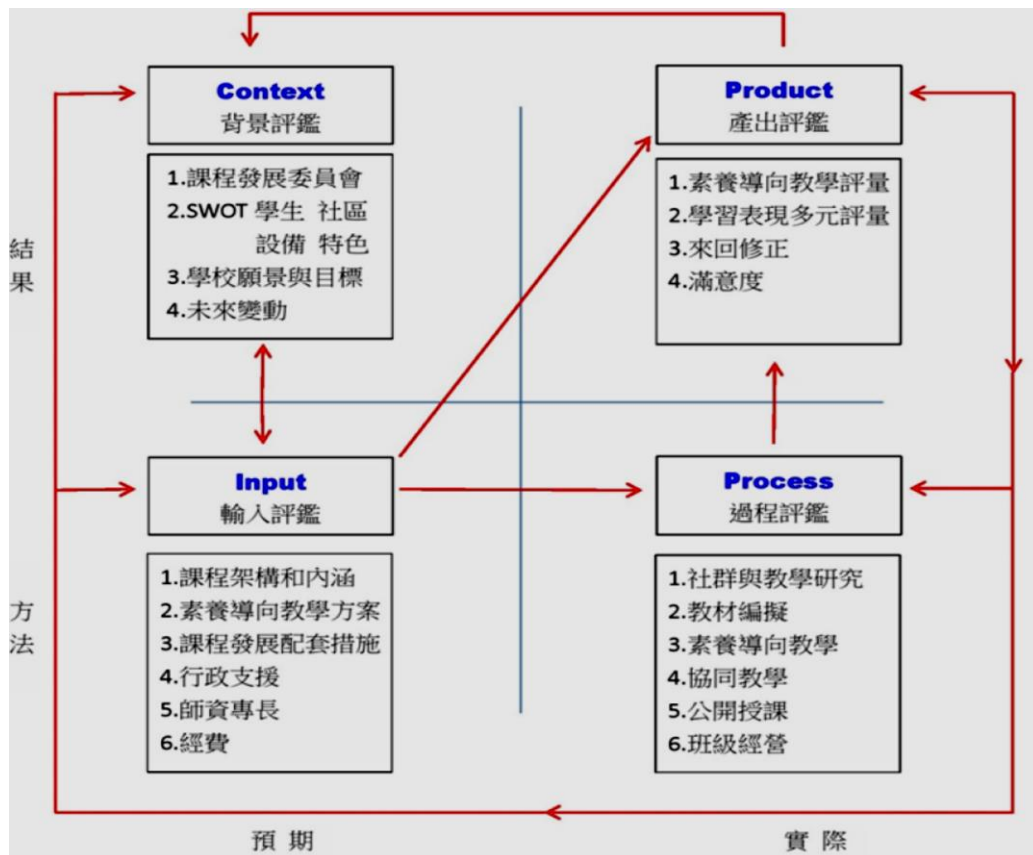 Context
背景評鑑
1.課程發展委員會
2.SWOT 學生 社區
設備 特色
3.學校願景與目標
4.未來變動
Product
產出評鑑
1.素養導向教學評量
2.學習表現多元評量
3.來回修正
4.滿意度
結果
Input
輸入評鑑
1.課程架構和內涵
2.素養導向教學方案
3.課程發展配套措施
4.行政支援
5.師資專長
6.經費
Process
過程評鑑
1.社群與教學研究
2.教材編擬
3.素養導向教學
4.協同教學
5.公開授課
6.班級經營
方法
預期
實際